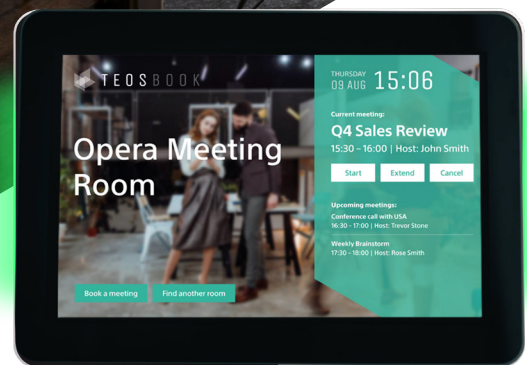 TEOSBOOK
Opera Meeting
Room
Book a meeting
Find another room
THURSDAY
09 AUG
15:06
Current meeting:
Q4 Sales Review
15:30 – 16:00 | Host: John Smith
Start
Extend
Cancel
Upcoming meetings:
Conference call with USA
16:30 - 17:00 | Host: Trevor Stone
Weekly Brainstorm
17:30 - 18:00 | Host: Rose Smith